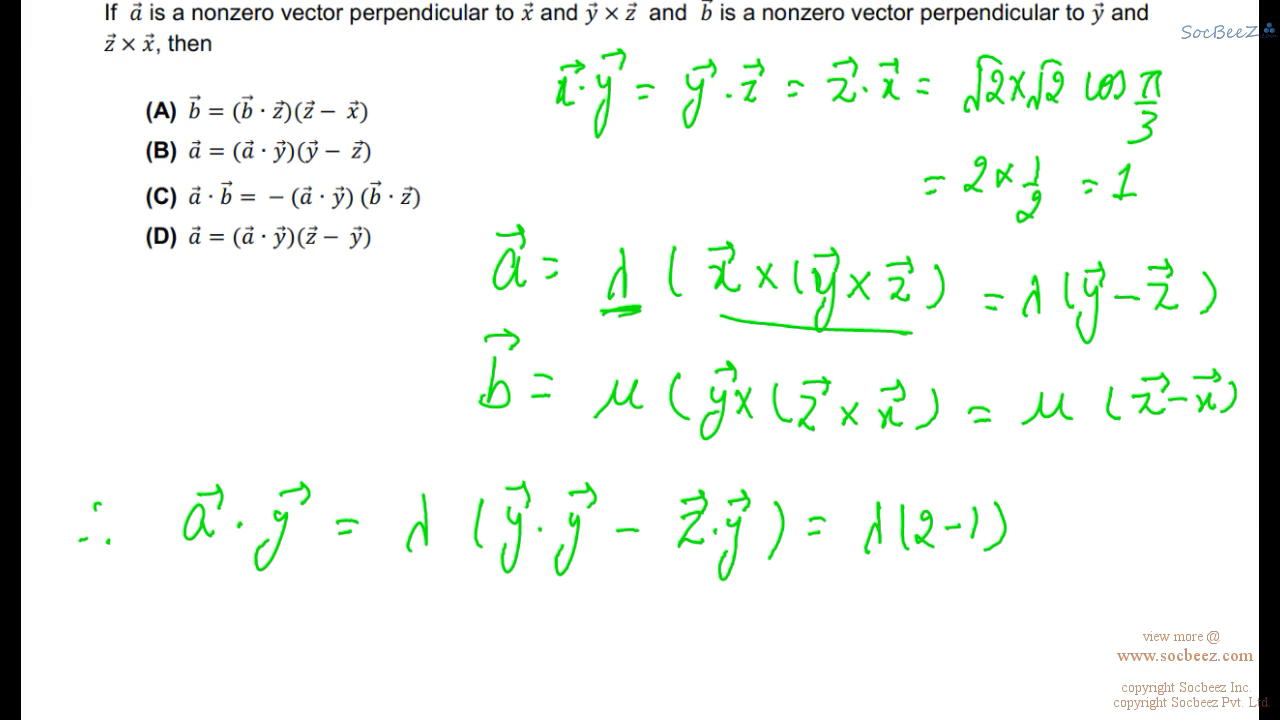 If a⃗ is a nonzero vector perpendicular to x⃗ and y⃗ × z⃗ and b⃗ is a nonzero vector perpendicular to y⃗ and
z⃗ × x⃗, then
SocBeeZ
(A) b⃗ = (b⃗ · z⃗)(z⃗ − x⃗)
(B) a⃗ = (a⃗ · y⃗)(y⃗ − z⃗)
(C) a⃗ · b⃗ = − (a⃗ · y⃗) (b⃗ · z⃗)
(D) a⃗ = (a⃗ · y⃗)(z⃗ − y⃗)
x⃗ · y⃗ = y⃗ · z⃗ = z⃗ · x⃗ = √2 × √2 cos π/3
= 2 × 1/2 = 1
a⃗ = λ ( x⃗ × (y⃗ × z⃗ ) = λ (y⃗ − z⃗ )
b⃗ = μ ( y⃗ × ( z⃗ × x⃗ ) = μ ( z⃗ − x⃗ )
∴ a⃗ · y⃗ = λ ( y⃗ · y⃗ − z⃗ · y⃗ ) = λ (2 − 1)
view more @
www.socbeez.com
copyright Socbeez Inc.
copyright Socbeez Pvt. Ltd.